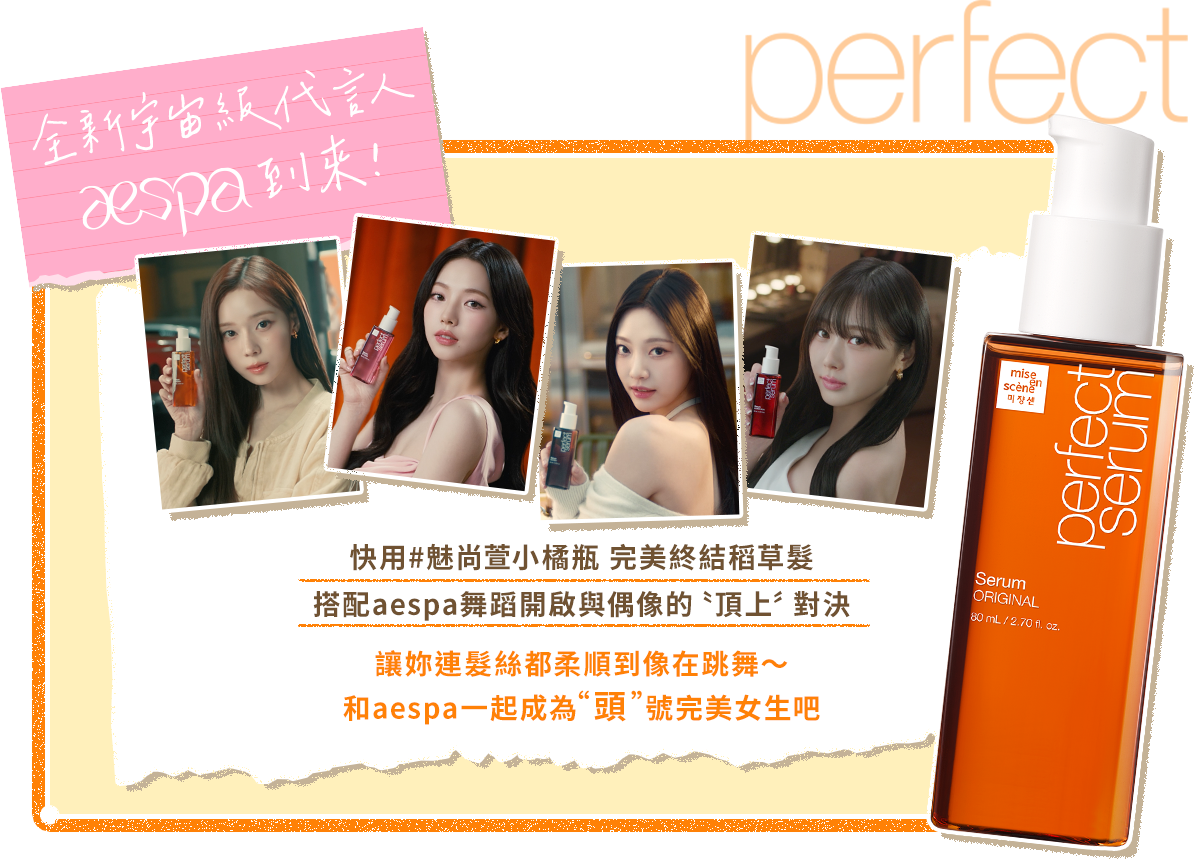 perfect
全新宇宙級代言人
aespa到來!
mise
en
scène
미장센
perfect
serum
Serum
ORIGINAL
80 mL / 2.70 fl. oz.
快用#魅尚萱小橘瓶 完美終結稻草髮
搭配aespa舞蹈開啟與偶像的〝頂上〞對決
讓妳連髮絲都柔順到像在跳舞～
和aespa一起成為“頭”號完美女生吧